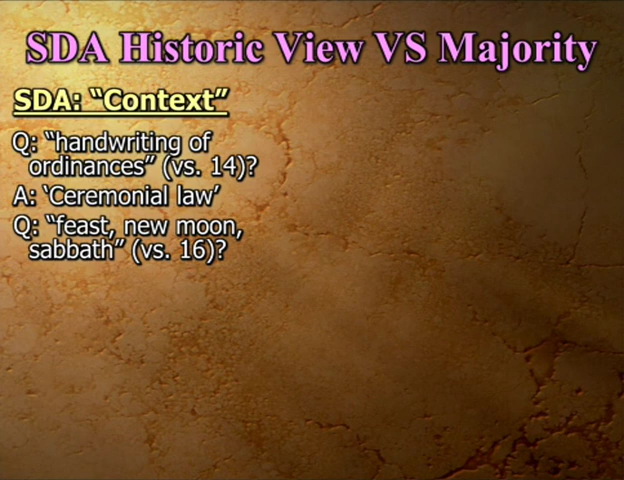 SDA Historic View VS Majority
SDA: “Context”
Q: “handwriting of
ordinances” (vs. 14)?
A: ‘Ceremonial law’
Q: “feast, new moon,
sabbath” (vs. 16)?